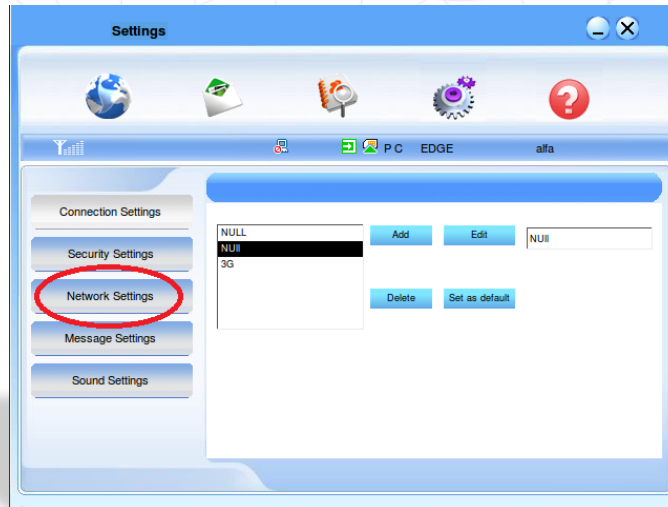 Settings
P C EDGE alfa
Connection Settings
Security Settings
Network Settings
Message Settings
Sound Settings
NULL
NUll
3G
Add
Edit
NUll
Delete
Set as default